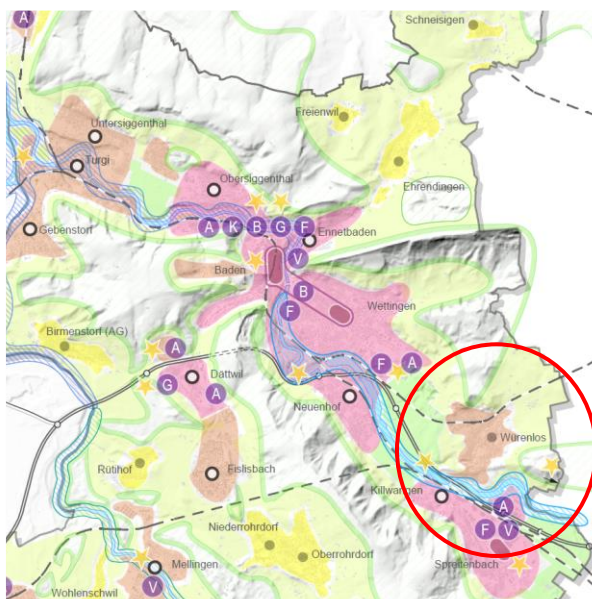 A
Schneisigen
Freienwil
Untersiggenthal
Turgi
Obersiggenthal
Ehrendingen
Gebenstorf
A K B G F
Ennetbaden
V
Baden
B
Wettingen
F
Birmenstorf (AG)
A
F A
Dättwil
G
A
Neuenhof
Würenlos
Rütihof
Fislisbach
Killwangen
A
Niederrohrdorf
F V
Oberrohrdorf
Mellingen
Spreitenbach
V
Wohlenschwil